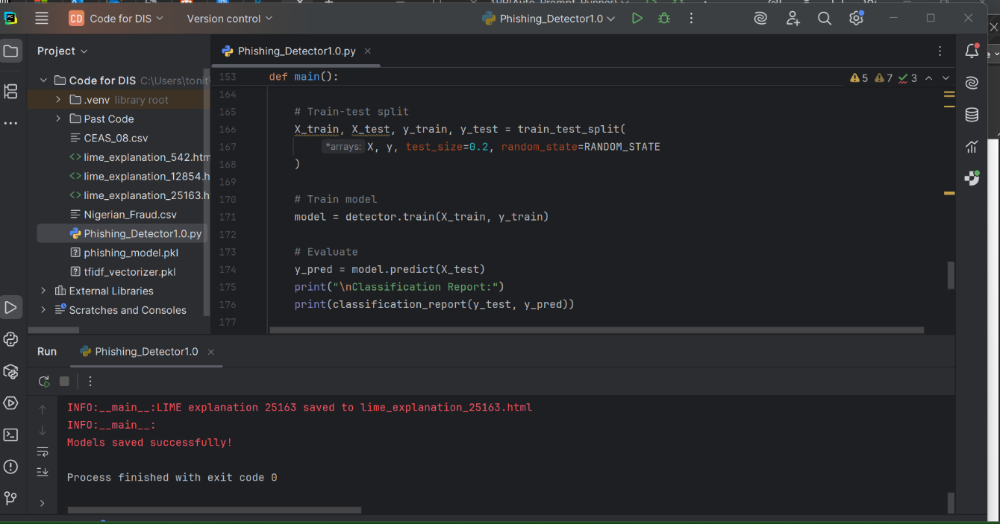 CD Code for DIS Version control Phishing_Detector1.0
Project
Phishing_Detector1.0.py
Code for DIS C:\Users\tonit\
.venv library root
Past Code
CEAS_08.csv
lime_explanation_542.htm
lime_explanation_12854.h
lime_explanation_25163.h
Nigerian_Fraud.csv
Phishing_Detector1.0.py
phishing_model.pkl
tfidf_vectorizer.pkl
External Libraries
Scratches and Consoles
153 def main():
5 7 3
164
165 # Train-test split
166 X_train, X_test, y_train, y_test = train_test_split(
167 *arrays: X, y, test_size=0.2, random_state=RANDOM_STATE
168 )
169
170 # Train model
171 model = detector.train(X_train, y_train)
172
173 # Evaluate
174 y_pred = model.predict(X_test)
175 print("\nClassification Report:")
176 print(classification_report(y_test, y_pred))
177
Run Phishing_Detector1.0
INFO:__main__:LIME explanation 25163 saved to lime_explanation_25163.html
INFO:__main__:
Models saved successfully!
Process finished with exit code 0